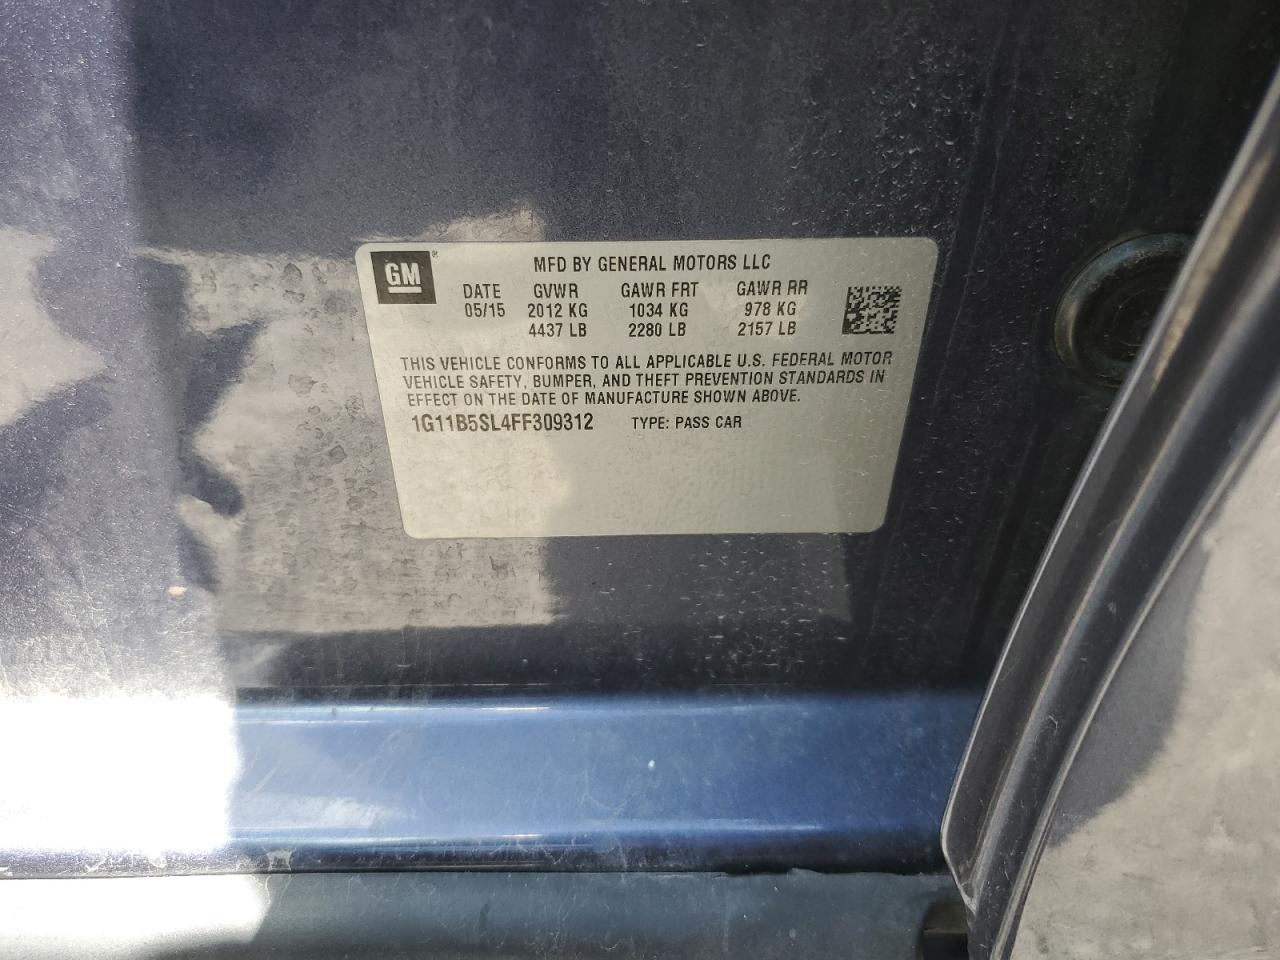 GM®
MFD BY GENERAL MOTORS LLC
DATE GVWR GAWR FRT GAWR RR
05/15 2012 KG 1034 KG 978 KG
4437 LB 2280 LB 2157 LB
THIS VEHICLE CONFORMS TO ALL APPLICABLE U.S. FEDERAL MOTOR
VEHICLE SAFETY, BUMPER, AND THEFT PREVENTION STANDARDS IN
EFFECT ON THE DATE OF MANUFACTURE SHOWN ABOVE.
1G11B5SL4FF309312 TYPE: PASS CAR